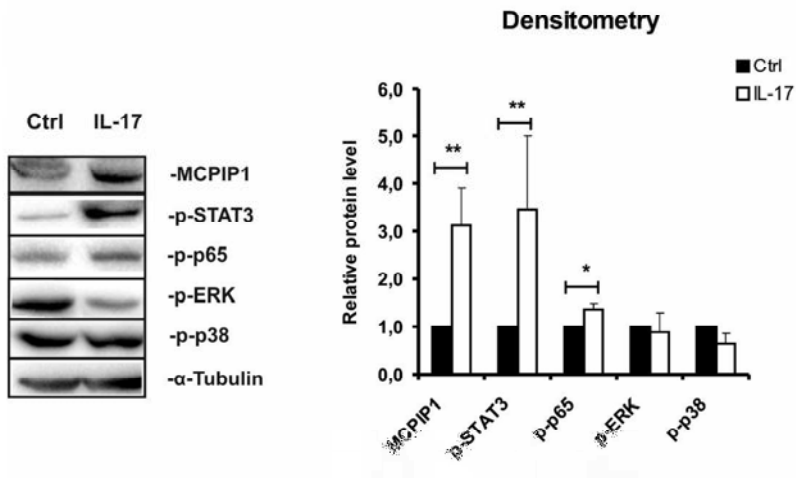 Densitometry
Ctrl IL-17
-MCPIP1
-p-STAT3
-p-p65
-p-ERK
-p-p38
-α-Tubulin
Relative protein level
6,0
5,0
4,0
3,0
2,0
1,0
0,0
**
**
*
MCPIP1
p-STAT3
p-p65
p-ERK
p-p38
Ctrl
IL-17